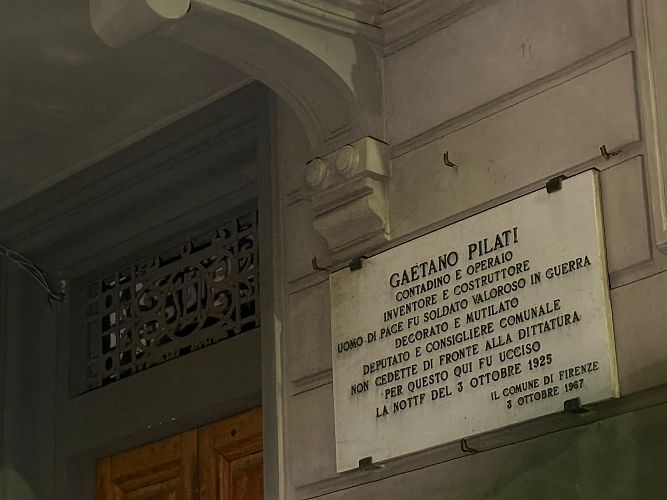 GAETANO PILATI
CONTADINO E OPERAIO
INVENTORE E COSTRUTTORE
UOMO DI PACE FU SOLDATO VALOROSO IN GUERRA
DECORATO E MUTILATO
DEPUTATO E CONSIGLIERE COMUNALE
NON CEDETTE DI FRONTE ALLA DITTATURA
PER QUESTO QUI FU UCCISO
LA NOTTE DEL 3 OTTOBRE 1925
IL COMUNE DI FIRENZE
3 OTTOBRE 1967